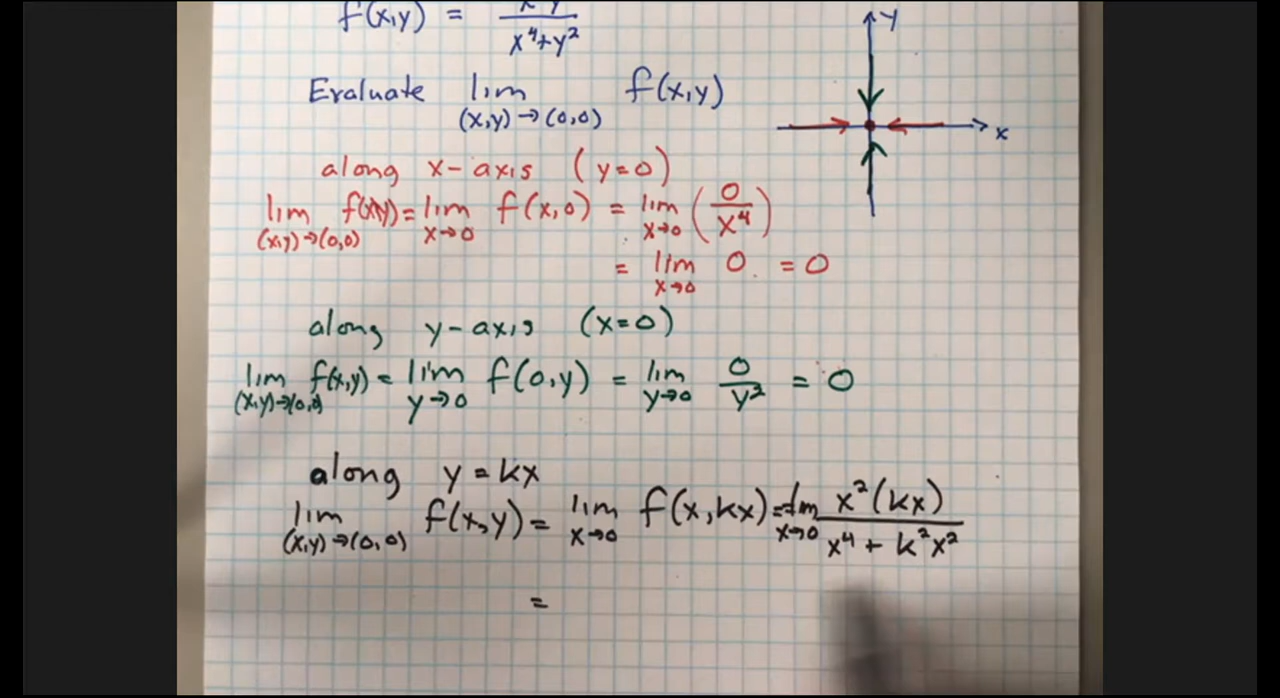 f(x,y) = x²y / x⁴+y²
y
Evaluate lim (x,y)→(0,0) f(x,y)
x
along x-axis (y=0)
lim (x,y)→(0,0) f(x,y) = lim x→0 f(x,0) = lim x→0 (0/x⁴)
= lim x→0 0 = 0
along y-axis (x=0)
lim (x,y)→(0,0) f(x,y) = lim y→0 f(0,y) = lim y→0 0/y² = 0
along y=kx
lim (x,y)→(0,0) f(x,y) = lim x→0 f(x,kx) = lim x→0 x²(kx) / x⁴+k²x²
=